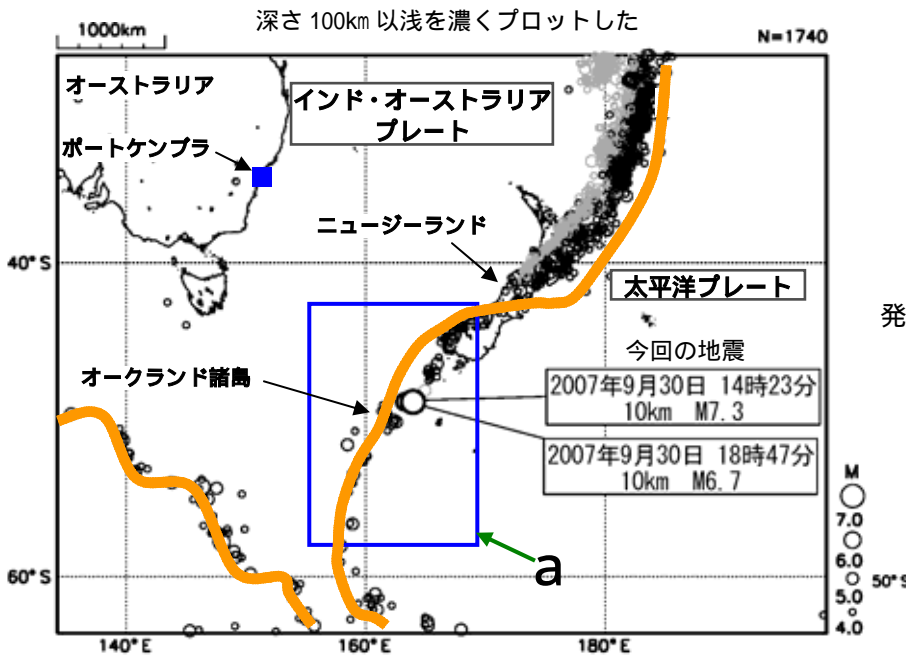 深さ 100km 以浅を濃くプロットした
1000km
N=1740
オーストラリア
インド・オーストラリア
プレート
ポートケンブラ
ニュージーランド
40°S
太平洋プレート
発
今回の地震
オークランド諸島
2007年9月30日 14時23分
10km M7.3
2007年9月30日 18時47分
10km M6.7
M
7.0
6.0
5.0
4.0
a
60°S
50°S
140°E
160°E
180°E